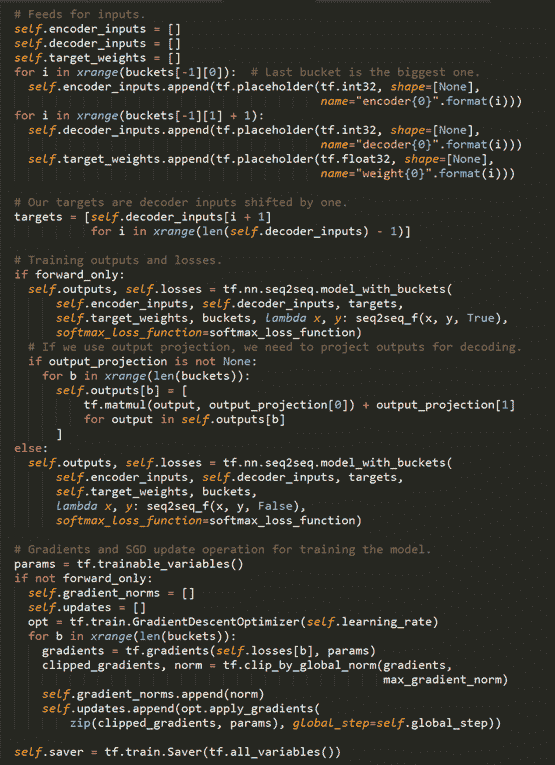 # Feeds for inputs.
self.encoder_inputs = []
self.decoder_inputs = []
self.target_weights = []
for i in xrange(buckets[-1][0]):  # Last bucket is the biggest one.
  self.encoder_inputs.append(tf.placeholder(tf.int32, shape=[None],
                                            name="encoder{0}".format(i)))
for i in xrange(buckets[-1][1] + 1):
  self.decoder_inputs.append(tf.placeholder(tf.int32, shape=[None],
                                            name="decoder{0}".format(i)))
  self.target_weights.append(tf.placeholder(tf.float32, shape=[None],
                                            name="weight{0}".format(i)))

# Our targets are decoder inputs shifted by one.
targets = [self.decoder_inputs[i + 1]
           for i in xrange(len(self.decoder_inputs) - 1)]

# Training outputs and losses.
if forward_only:
  self.outputs, self.losses = tf.nn.seq2seq.model_with_buckets(
      self.encoder_inputs, self.decoder_inputs, targets,
      self.target_weights, buckets, lambda x, y: seq2seq_f(x, y, True),
      softmax_loss_function=softmax_loss_function)
  # If we use output projection, we need to project outputs for decoding.
  if output_projection is not None:
    for b in xrange(len(buckets)):
      self.outputs[b] = [
          tf.matmul(output, output_projection[0]) + output_projection[1]
          for output in self.outputs[b]
      ]
else:
  self.outputs, self.losses = tf.nn.seq2seq.model_with_buckets(
      self.encoder_inputs, self.decoder_inputs, targets,
      self.target_weights, buckets,
      lambda x, y: seq2seq_f(x, y, False),
      softmax_loss_function=softmax_loss_function)

# Gradients and SGD update operation for training the model.
params = tf.trainable_variables()
if not forward_only:
  self.gradient_norms = []
  self.updates = []
  opt = tf.train.GradientDescentOptimizer(self.learning_rate)
  for b in xrange(len(buckets)):
    gradients = tf.gradients(self.losses[b], params)
    clipped_gradients, norm = tf.clip_by_global_norm(gradients,
                                                     max_gradient_norm)
    self.gradient_norms.append(norm)
    self.updates.append(opt.apply_gradients(
        zip(clipped_gradients, params), global_step=self.global_step))

self.saver = tf.train.Saver(tf.all_variables())